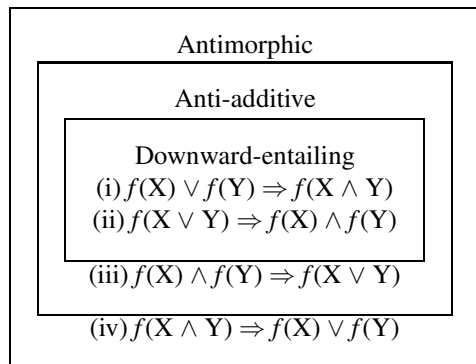 Antimorphic
Anti-additive
Downward-entailing
(i) f(X) ∨ f(Y) ⇒ f(X ∧ Y)
(ii) f(X ∨ Y) ⇒ f(X) ∧ f(Y)
(iii) f(X) ∧ f(Y) ⇒ f(X ∨ Y)
(iv) f(X ∧ Y) ⇒ f(X) ∨ f(Y)